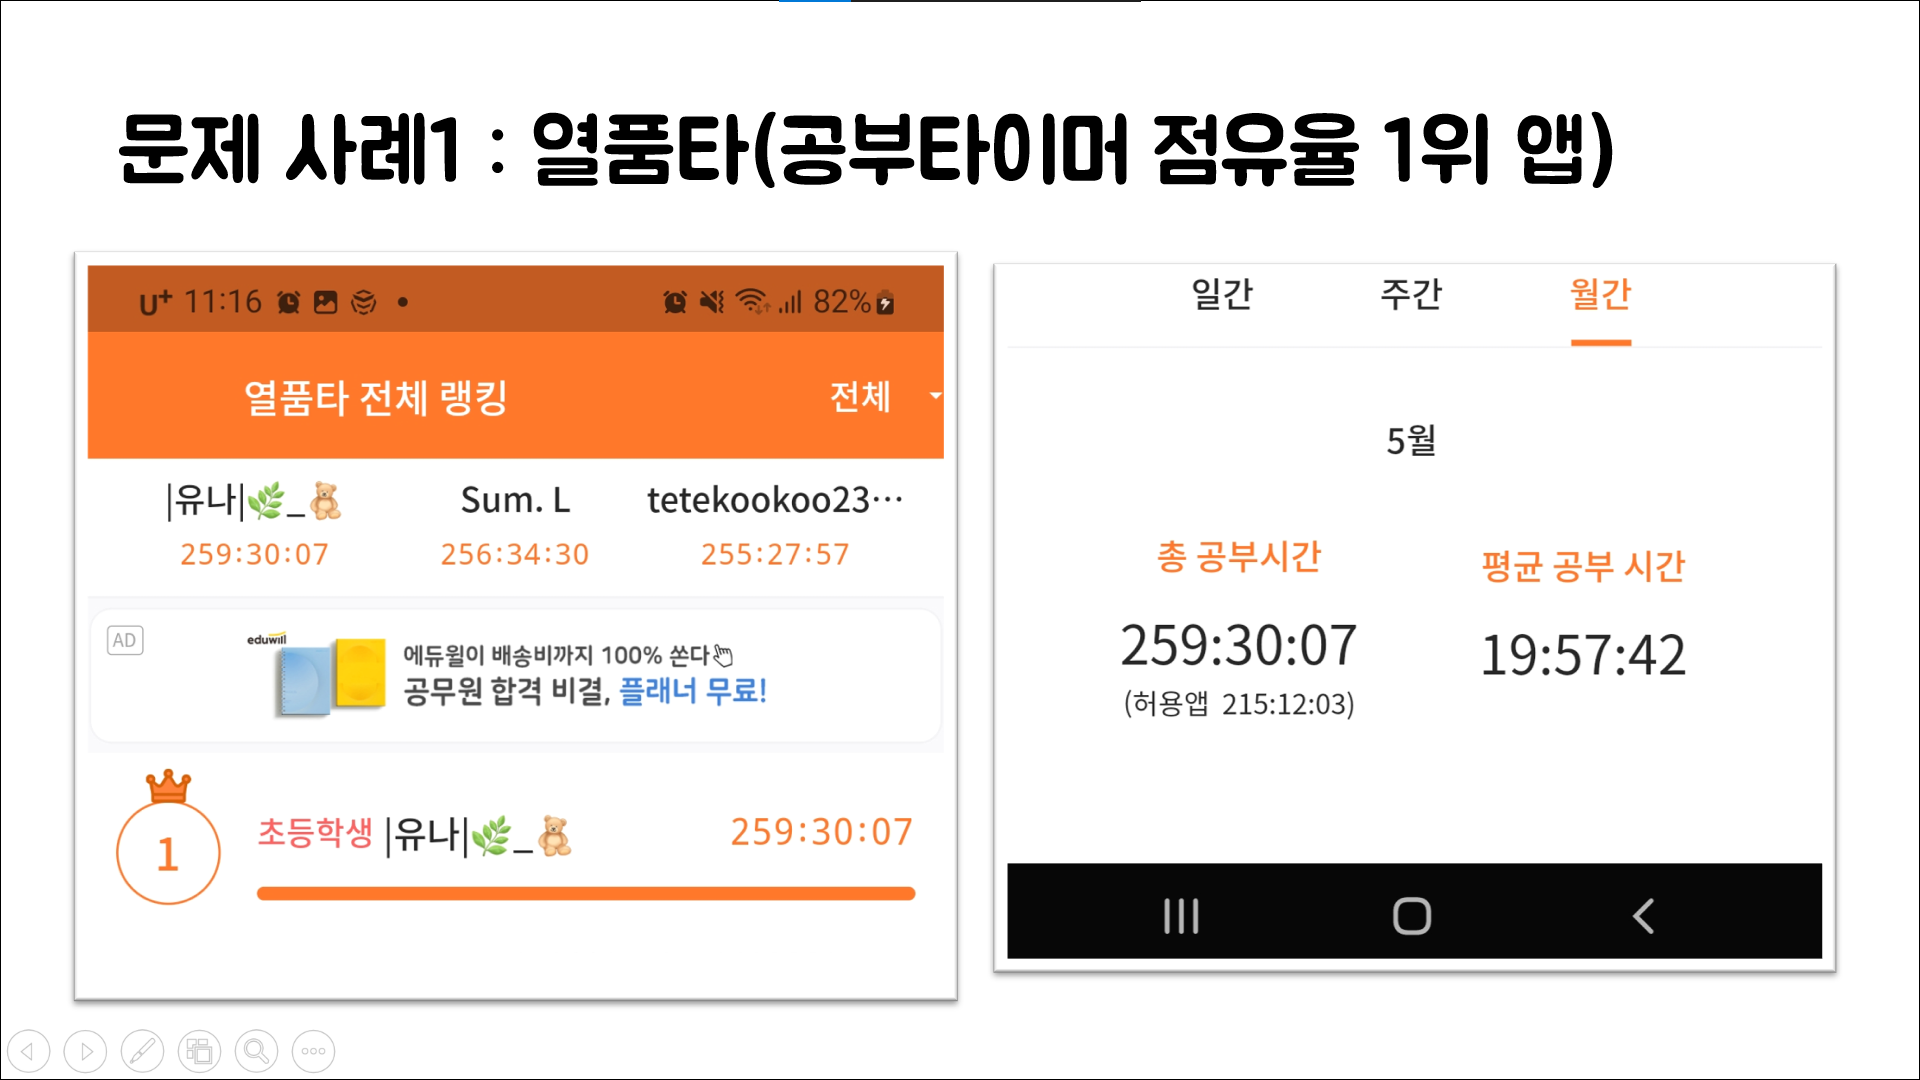 문제 사례1 : 열품타(공부타이머 점유율 1위 앱)
U+ 11:16 82%
열품타 전체 랭킹 전체
|유나|🌿_🧸 Sum. L tetekookoo23···
259:30:07 256:34:30 255:27:57
AD
eduwill
에듀윌이 배송비까지 100% 쏜다
공무원 합격 비결, 플래너 무료!
1
초등학생 |유나|🌿_🧸 259:30:07
일간 주간 월간
5월
총 공부시간 평균 공부 시간
259:30:07 19:57:42
(허용앱 215:12:03)